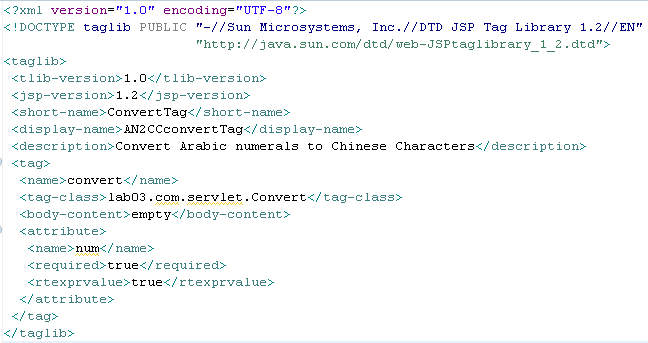 <?xml version="1.0" encoding="UTF-8"?>
<!DOCTYPE taglib PUBLIC "-//Sun Microsystems, Inc.//DTD JSP Tag Library 1.2//EN"
"http://java.sun.com/dtd/web-JSPtaglibrary_1_2.dtd">
<taglib>
<tlib-version>1.0</tlib-version>
<jsp-version>1.2</jsp-version>
<short-name>ConvertTag</short-name>
<display-name>AN2CCconvertTag</display-name>
<description>Convert Arabic numerals to Chinese Characters</description>
<tag>
<name>convert</name>
<tag-class>lab03.com.servlet.Convert</tag-class>
<body-content>empty</body-content>
<attribute>
<name>num</name>
<required>true</required>
<rtexprvalue>true</rtexprvalue>
</attribute>
</tag>
</taglib>